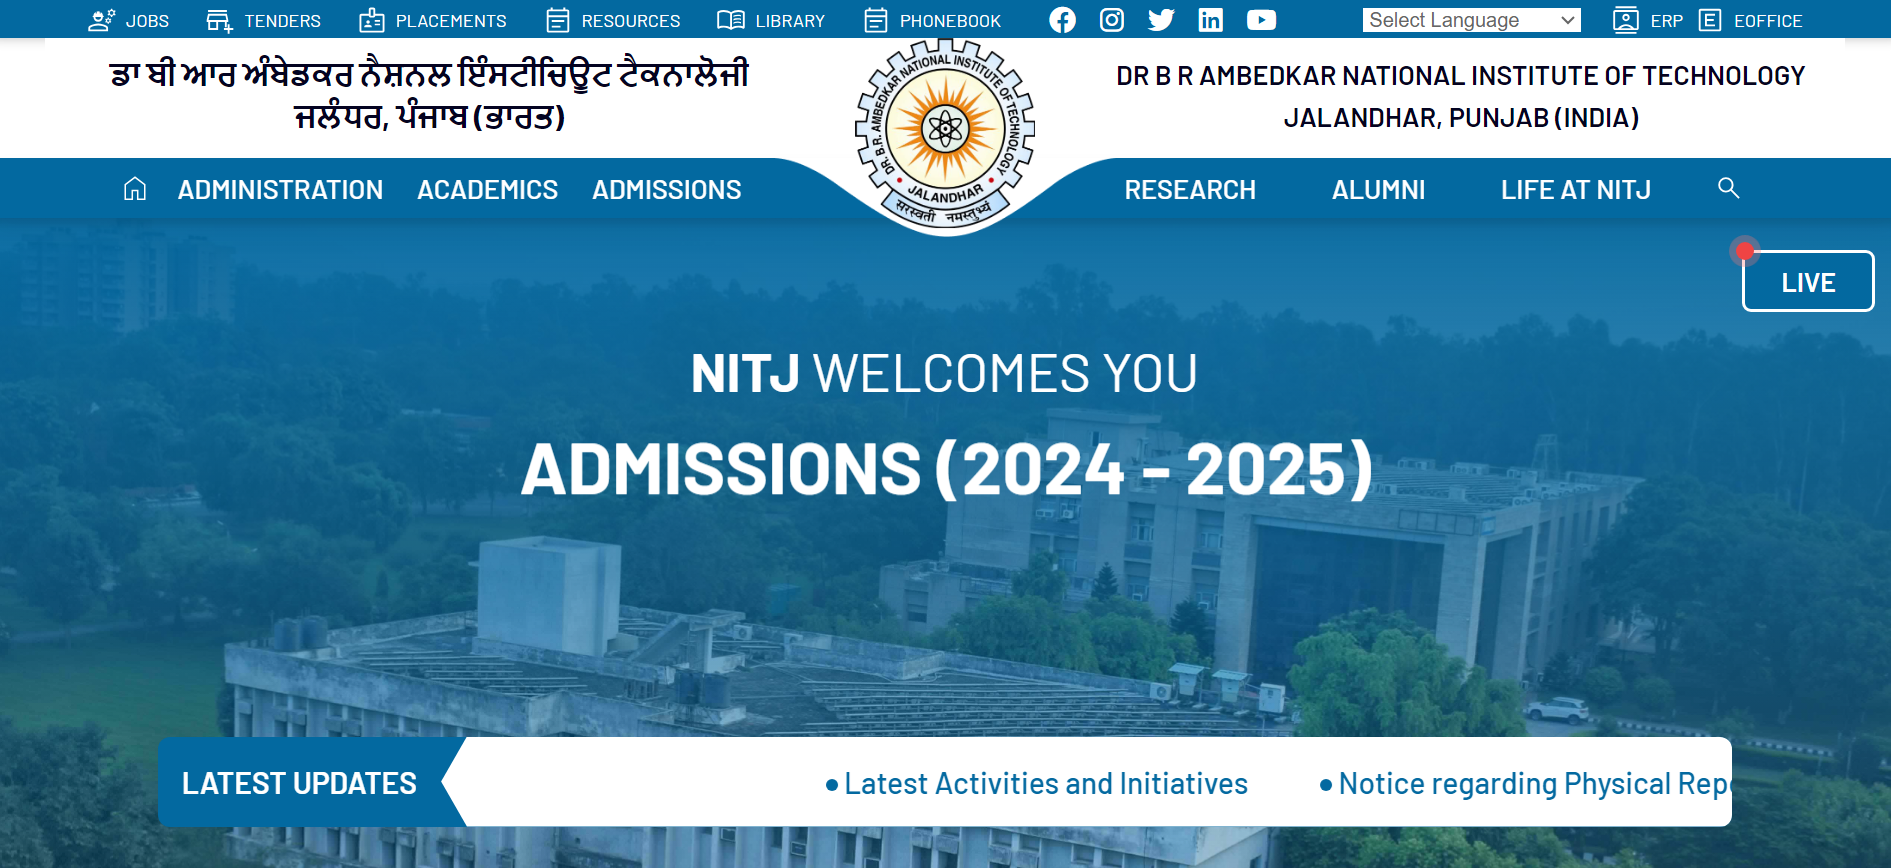 JOBS TENDERS PLACEMENTS RESOURCES LIBRARY PHONEBOOK Select Language ERP EOFFICE
ਡਾ ਬੀ ਆਰ ਅੰਬੇਡਕਰ ਨੈਸ਼ਨਲ ਇੰਸਟੀਚਿਊਟ ਟੈਕਨਾਲੋਜੀ
ਜਲੰਧਰ, ਪੰਜਾਬ (ਭਾਰਤ)
DR. B.R. AMBEDKAR NATIONAL INSTITUTE OF TECHNOLOGY
JALANDHAR
सरस्वती नमस्तुभ्यं
DR B R AMBEDKAR NATIONAL INSTITUTE OF TECHNOLOGY
JALANDHAR, PUNJAB (INDIA)
ADMINISTRATION ACADEMICS ADMISSIONS RESEARCH ALUMNI LIFE AT NITJ
LIVE
NITJ WELCOMES YOU
ADMISSIONS (2024 - 2025)
LATEST UPDATES • Latest Activities and Initiatives • Notice regarding Physical Repo